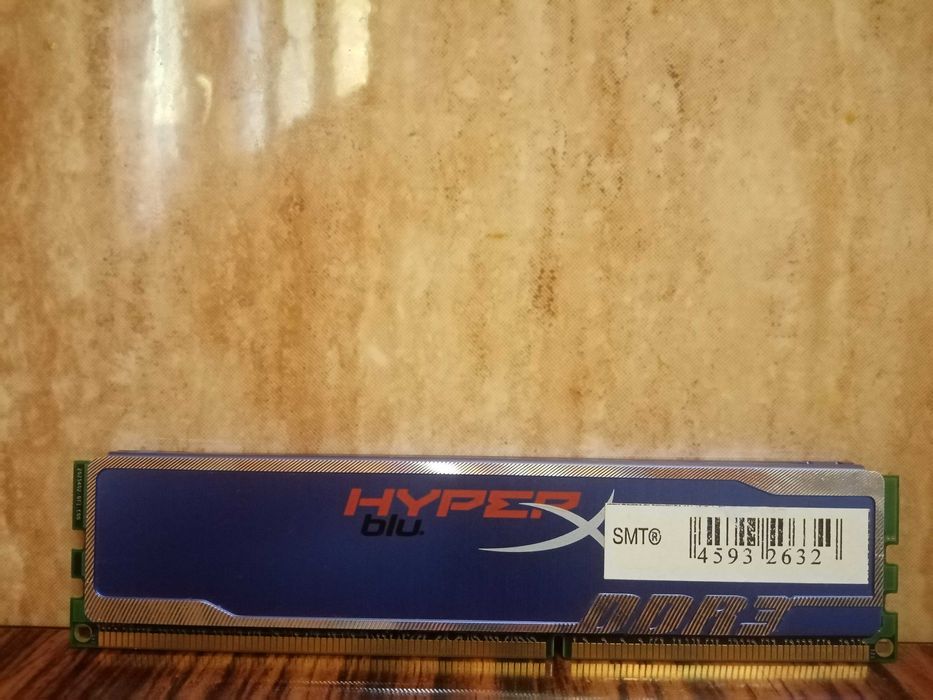 HYPER X
blu.
SMT®
4593 2632
DDR3